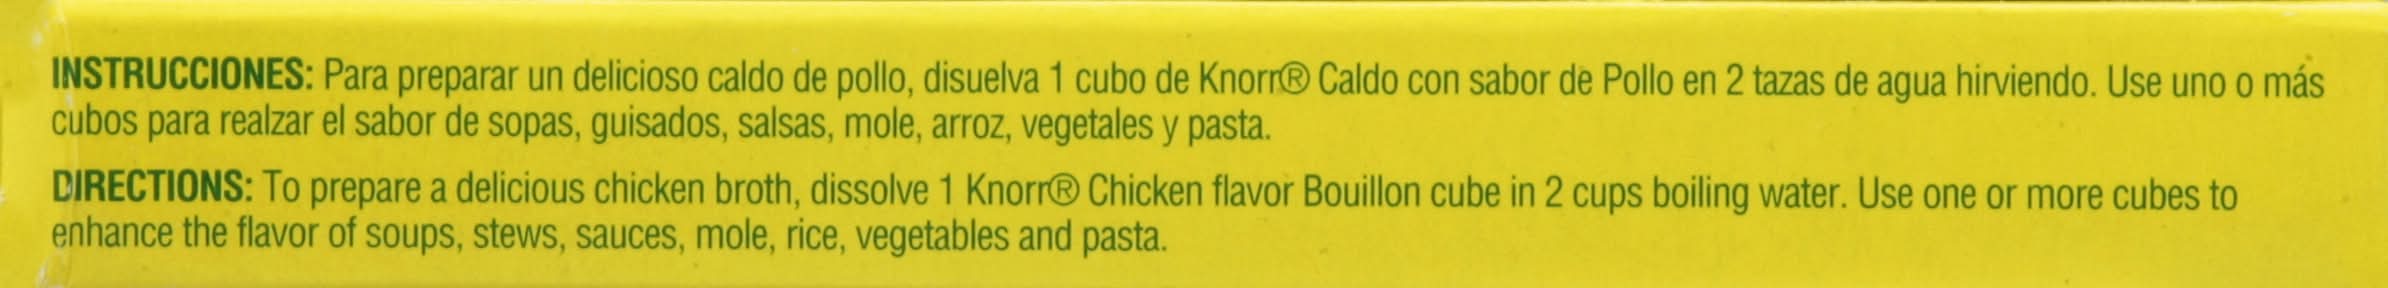 INSTRUCCIONES: Para preparar un delicioso caldo de pollo, disuelva 1 cubo de Knorr® Caldo con sabor de Pollo en 2 tazas de agua hirviendo. Use uno o más
cubos para realzar el sabor de sopas, guisados, salsas, mole, arroz, vegetales y pasta.
DIRECTIONS: To prepare a delicious chicken broth, dissolve 1 Knorr® Chicken flavor Bouillon cube in 2 cups boiling water. Use one or more cubes to
enhance the flavor of soups, stews, sauces, mole, rice, vegetables and pasta.